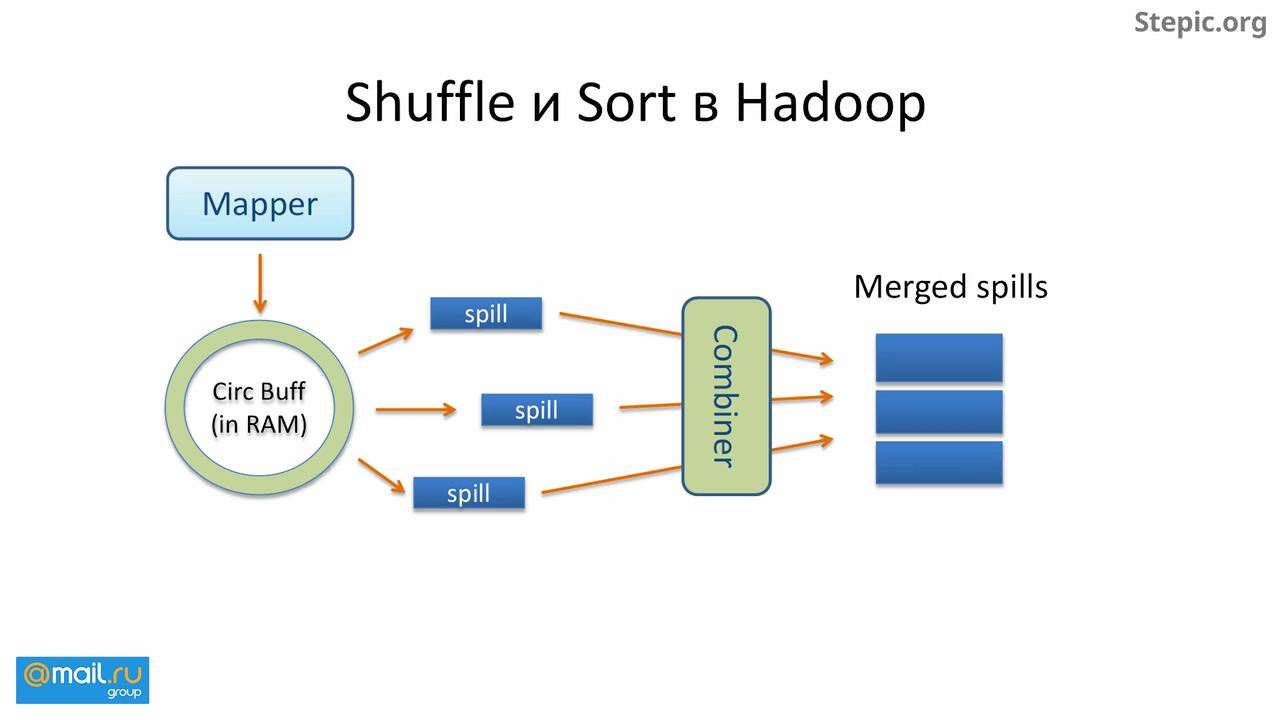 Stepic.org
Shuffle и Sort в Hadoop
Mapper
Merged spills
spill
Combiner
Circ Buff
(in RAM)
spill
spill
@mail.ru
group